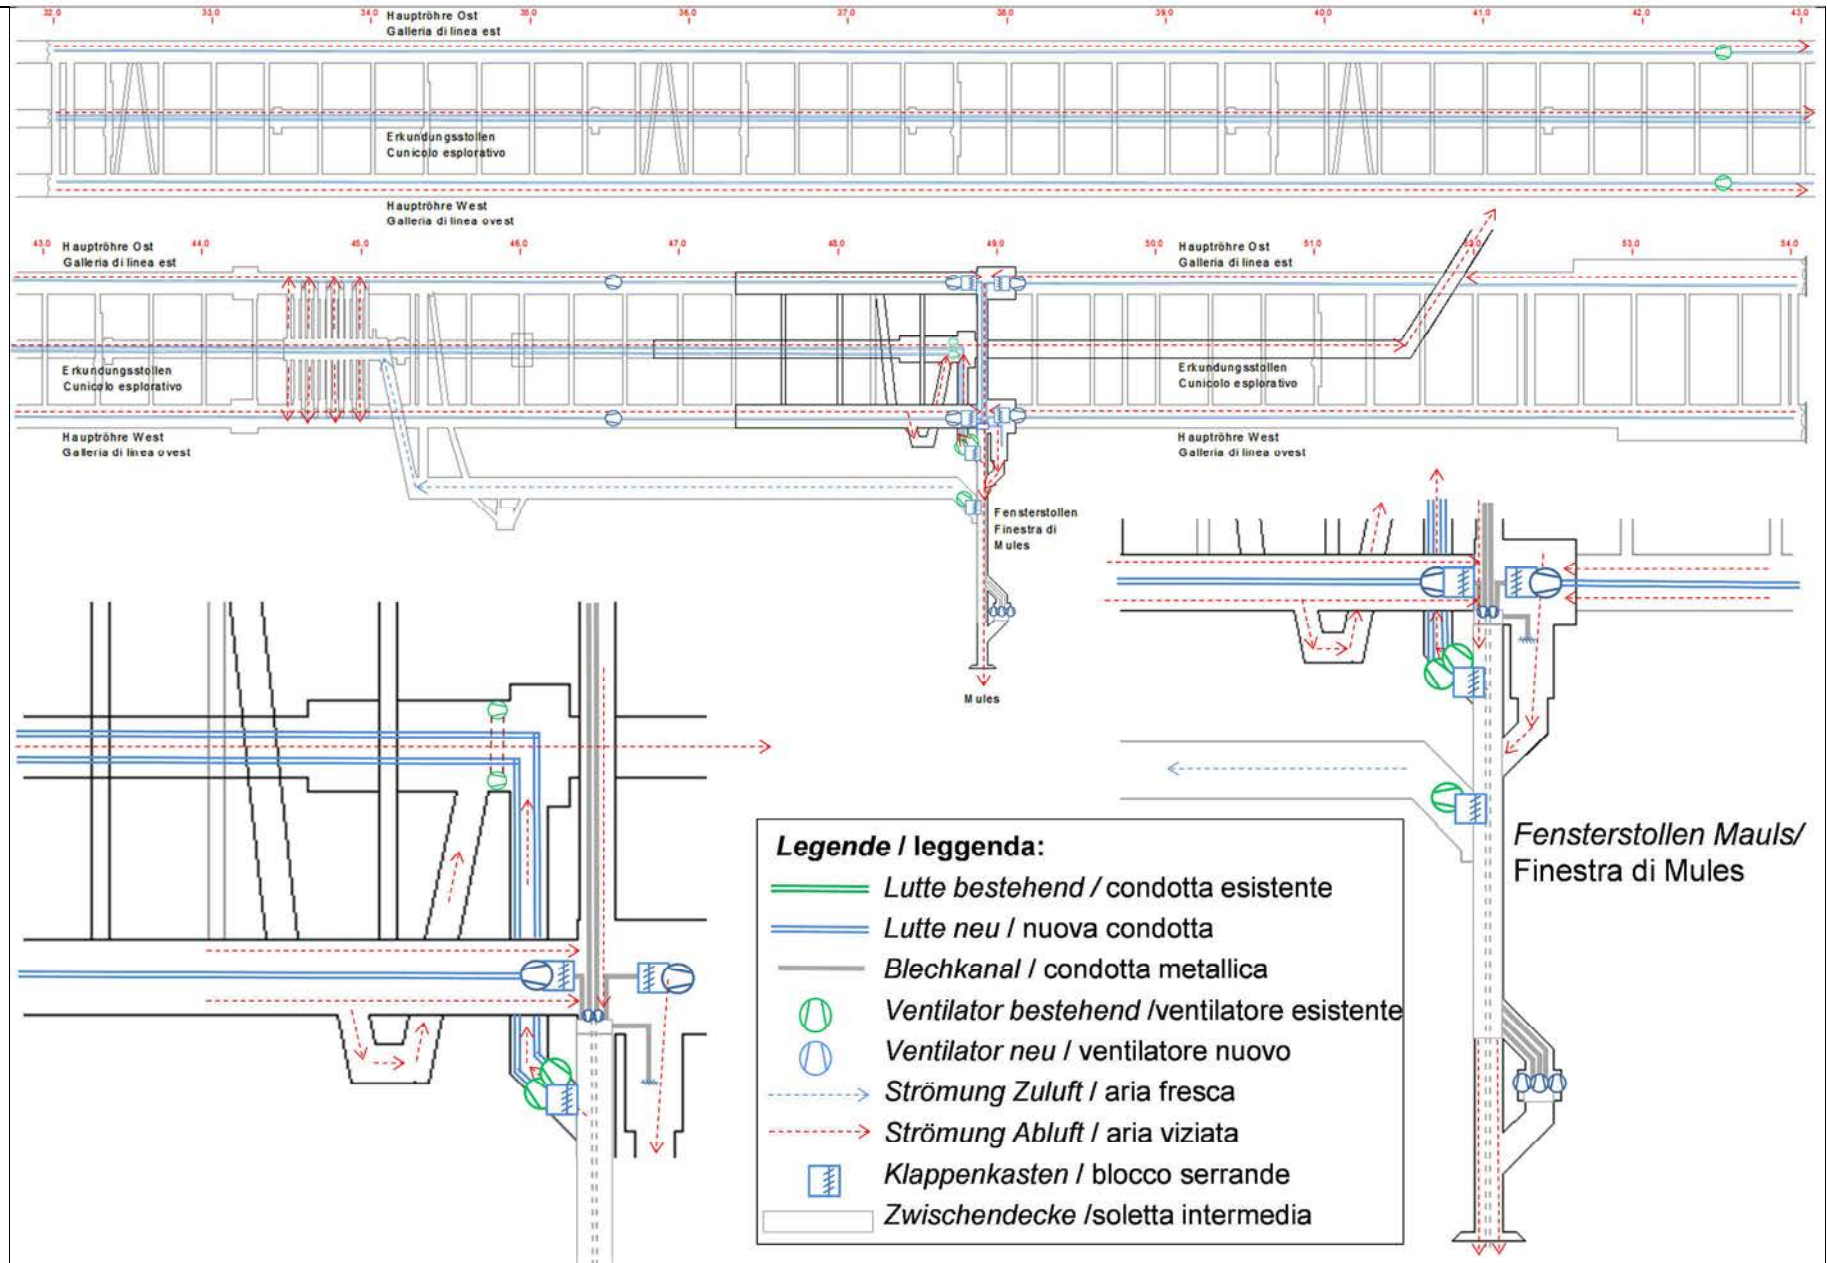 32.0 33.0 34.0 35.0 36.0 37.0 38.0 39.0 40.0 41.0 42.0 43.0
Hauptröhre Ost
Galleria di linea est
Erkundungsstollen
Cunicolo esplorativo
Hauptröhre West
Galleria di linea ovest
43.0 44.0 45.0 46.0 47.0 48.0 49.0 50.0 51.0 52.0 53.0 54.0
Hauptröhre Ost
Galleria di linea est
Hauptröhre Ost
Galleria di linea est
Erkundungsstollen
Cunicolo esplorativo
Erkundungsstollen
Cunicolo esplorativo
Hauptröhre West
Galleria di linea ovest
Hauptröhre West
Galleria di linea ovest
Fensterstollen
Finestra di
Mules
Mules
Fensterstollen Mauls/
Finestra di Mules
Legende / leggenda:
Lutte bestehend / condotta esistente
Lutte neu / nuova condotta
Blechkanal / condotta metallica
Ventilator bestehend /ventilatore esistente
Ventilator neu / ventilatore nuovo
Strömung Zuluft / aria fresca
Strömung Abluft / aria viziata
Klappenkasten / blocco serrande
Zwischendecke /soletta intermedia